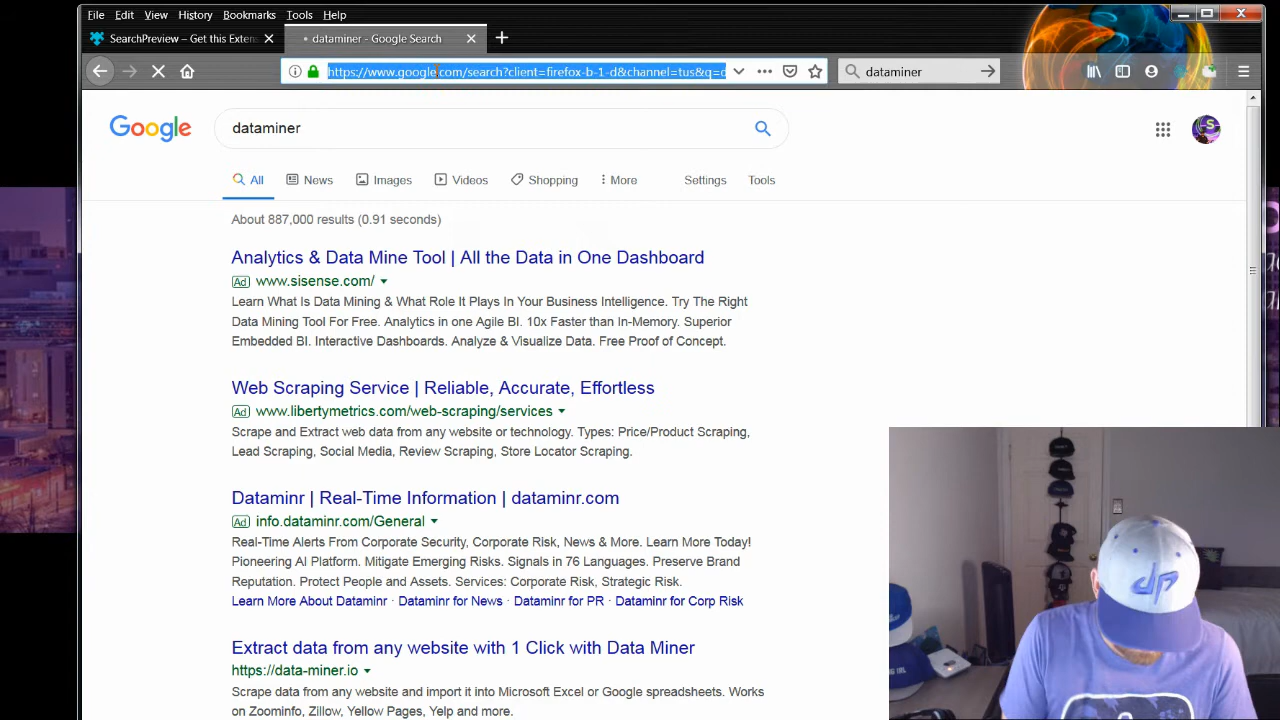 File Edit View History Bookmarks Tools Help
SearchPreview – Get this Exten
dataminer - Google Search
https://www.google.com/search?client=firefox-b-1-d&channel=tus&q=d
dataminer
Google
dataminer
All News Images Videos Shopping More Settings Tools
About 887,000 results (0.91 seconds)
Analytics & Data Mine Tool | All the Data in One Dashboard
Ad www.sisense.com/
Learn What Is Data Mining & What Role It Plays In Your Business Intelligence. Try The Right
Data Mining Tool For Free. Analytics in one Agile BI. 10x Faster than In-Memory. Superior
Embedded BI. Interactive Dashboards. Analyze & Visualize Data. Free Proof of Concept.
Web Scraping Service | Reliable, Accurate, Effortless
Ad www.libertymetrics.com/web-scraping/services
Scrape and Extract web data from any website or technology. Types: Price/Product Scraping,
Lead Scraping, Social Media, Review Scraping, Store Locator Scraping.
Dataminr | Real-Time Information | dataminr.com
Ad info.dataminr.com/General
Real-Time Alerts From Corporate Security, Corporate Risk, News & More. Learn More Today!
Pioneering AI Platform. Mitigate Emerging Risks. Signals in 76 Languages. Preserve Brand
Reputation. Protect People and Assets. Services: Corporate Risk, Strategic Risk.
Learn More About Dataminr · Dataminr for News · Dataminr for PR · Dataminr for Corp Risk
Extract data from any website with 1 Click with Data Miner
https://data-miner.io
Scrape data from any website and import it into Microsoft Excel or Google spreadsheets. Works
on Zoominfo, Zillow, Yellow Pages, Yelp and more.
dp